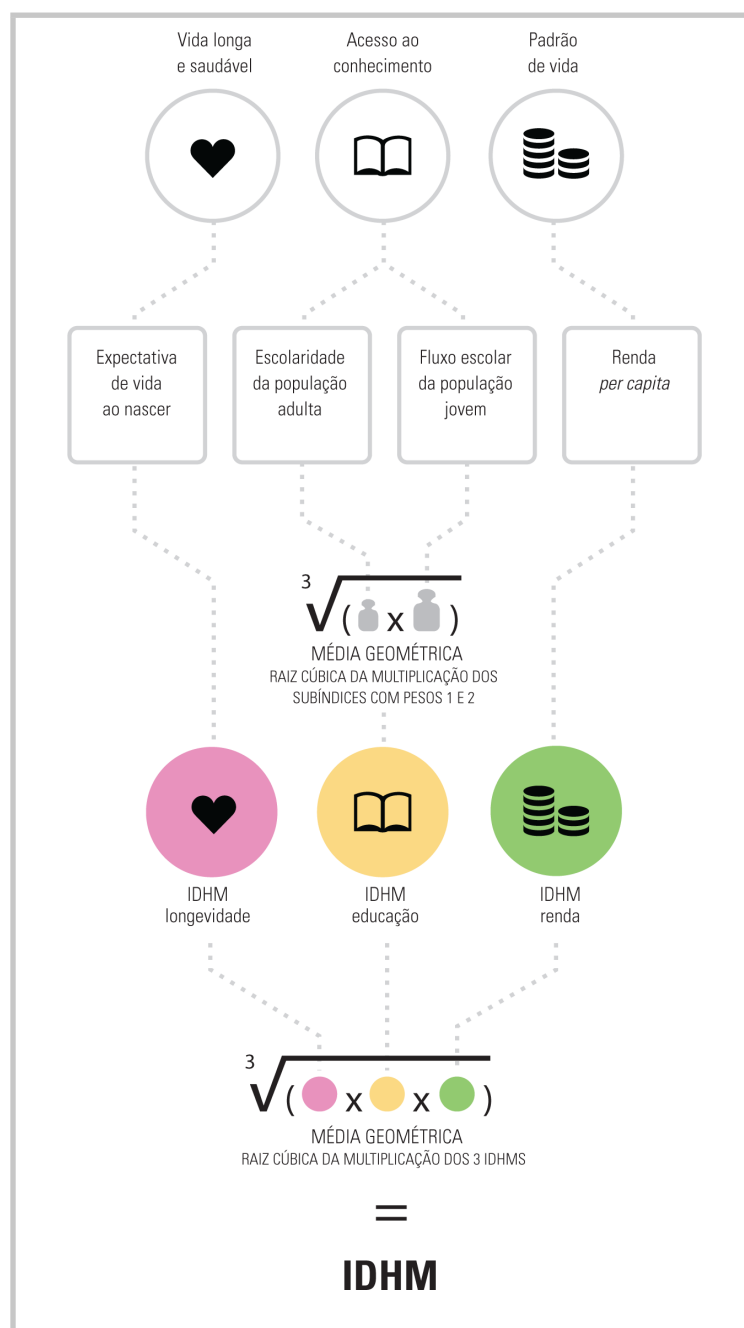 Vida longa
e saudável
Acesso ao
conhecimento
Padrão
de vida
Expectativa
de vida
ao nascer
Escolaridade
da população
adulta
Fluxo escolar
da população
jovem
Renda
per capita
3
√( x )
MÉDIA GEOMÉTRICA
RAIZ CÚBICA DA MULTIPLICAÇÃO DOS
SUBÍNDICES COM PESOS 1 E 2
IDHM
longevidade
IDHM
educação
IDHM
renda
3
√( x x )
MÉDIA GEOMÉTRICA
RAIZ CÚBICA DA MULTIPLICAÇÃO DOS 3 IDHMS
=
IDHM